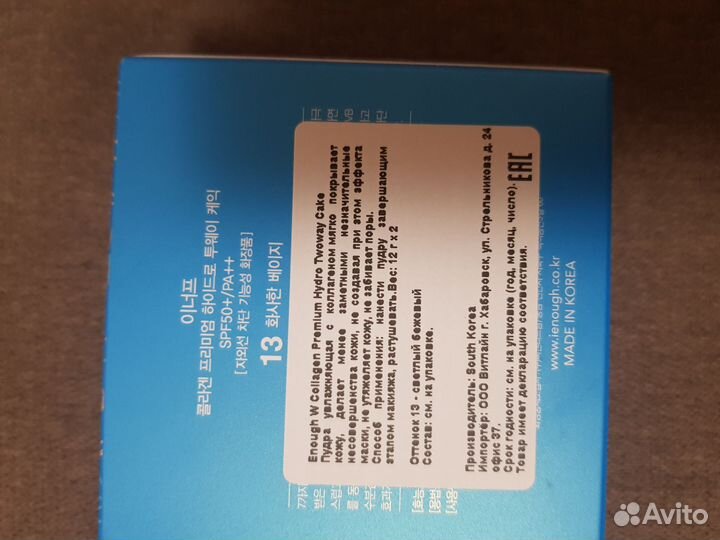 이너프
콜라겐 프리미엄 하이드로 투웨이 케익
SPF50+/PA++
[자외선 차단 기능성 화장품]
13 화사한 베이지
Enough W Collagen Premium Hydro Twoway Cake
Пудра увлажняющая с коллагеном мягко покрывает
кожу, делает менее заметными незначительные
несовершенства кожи, не создавая при этом эффекта
маски, не утяжеляет кожу, не забивает поры.
Способ применения: нанести пудру завершающим
этапом макияжа, растушевать.Вес: 12 г х 2
Оттенок 13 - светлый бежевый
Состав: см. на упаковке.
Производитель: South Korea
Импортёр: ООО Витлайн г. Хабаровск, ул. Стрельникова д. 24
офис 37.
Срок годности: см. на упаковке (год, месяц, число).
Товар имеет декларацию соответствия.
EAC
www.ienough.co.kr
MADE IN KOREA
Avito